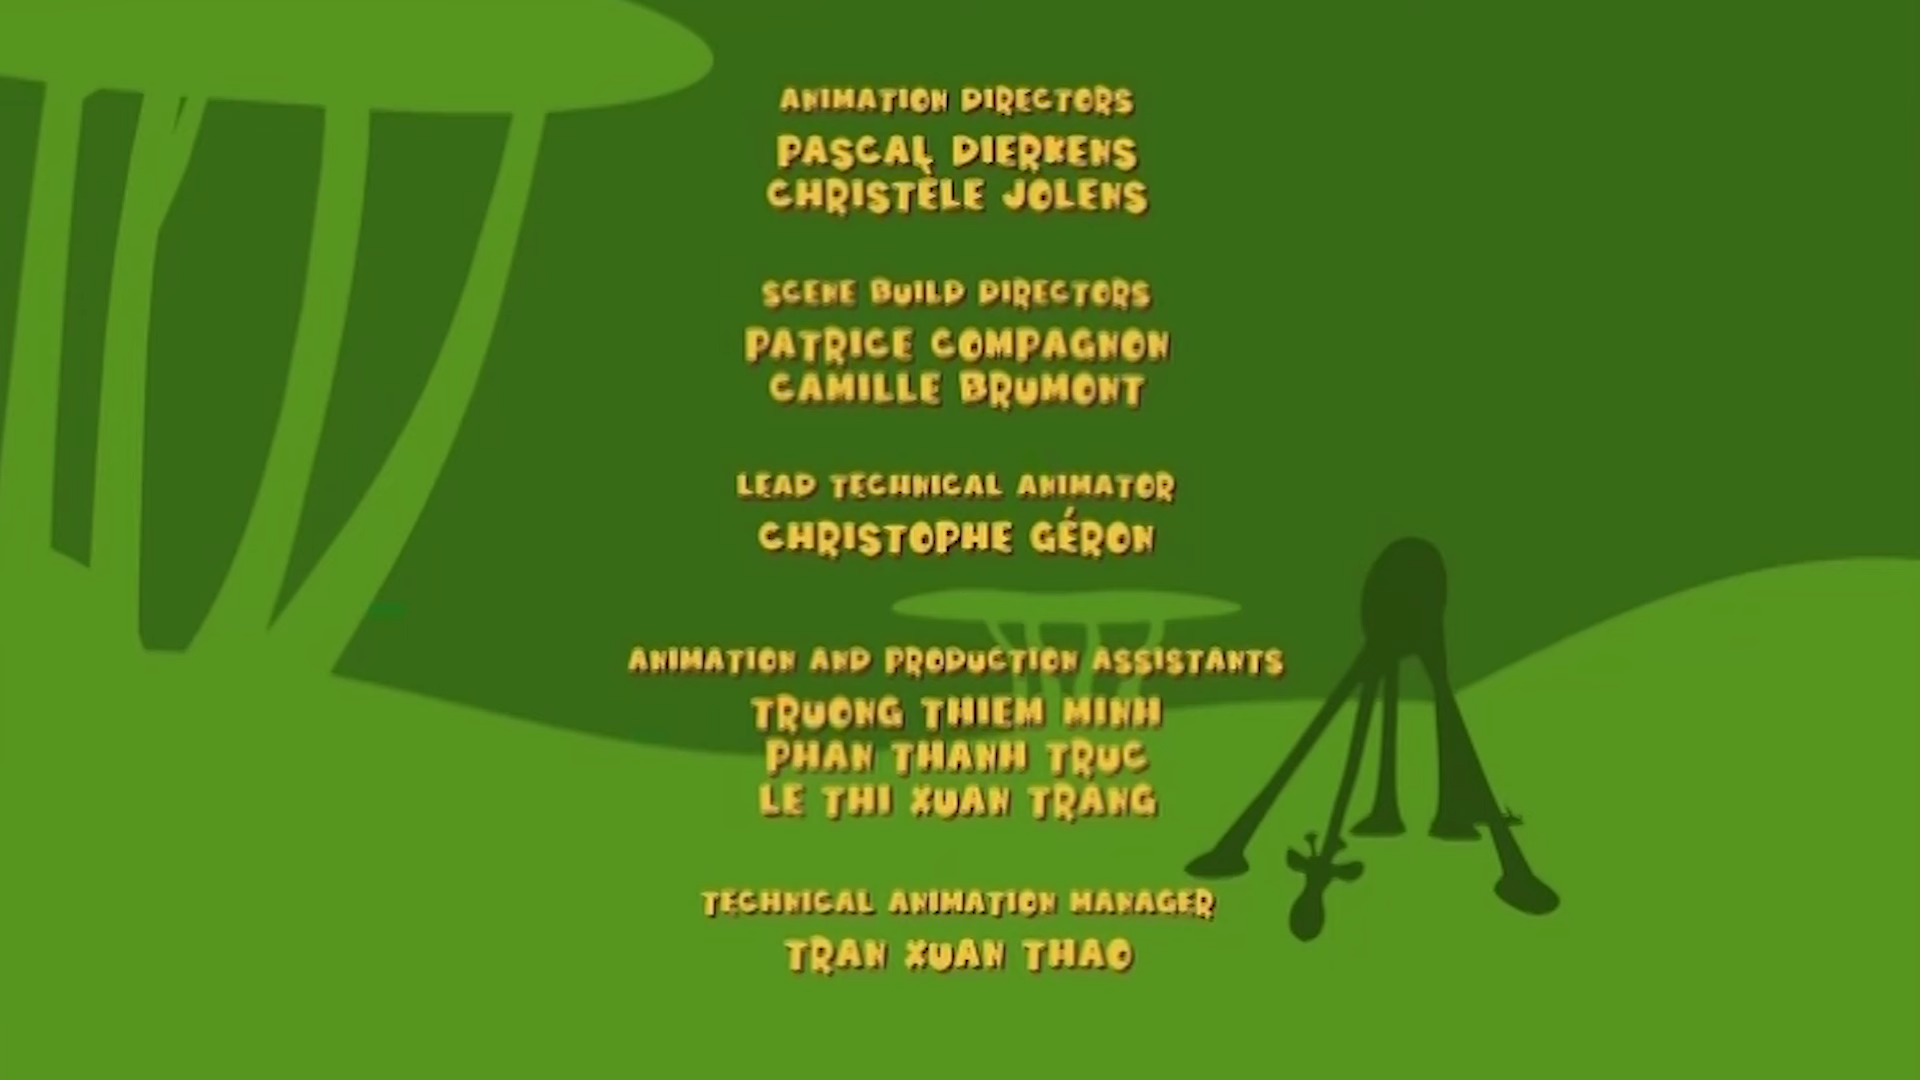 ANIMATION DIRECTORS
PASCAL DIERKENS
CHRISTÈLE JOLENS
SCENE BUILD DIRECTORS
PATRICE COMPAGNON
CAMILLE BRUMONT
LEAD TECHNICAL ANIMATOR
CHRISTOPHE GÉRON
ANIMATION AND PRODUCTION ASSISTANTS
TRUONG THIEM MINH
PHAN THANH TRUC
LE THI XUAN TRANG
TECHNICAL ANIMATION MANAGER
TRAN XUAN THAO